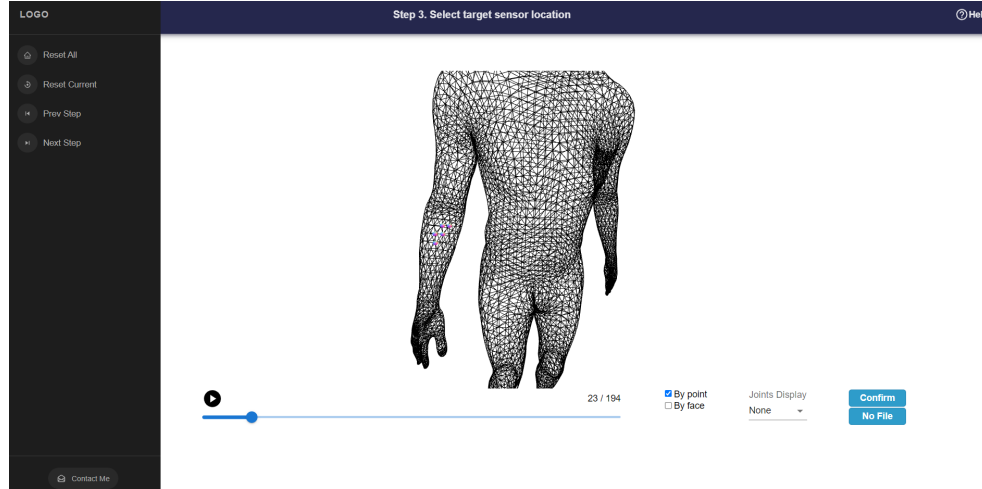 LOGO
Step 3. Select target sensor location
Reset All
Reset Current
Prev Step
Next Step
23 / 194
By point
By face
Joints Display
None
Confirm
No File
Contact Me